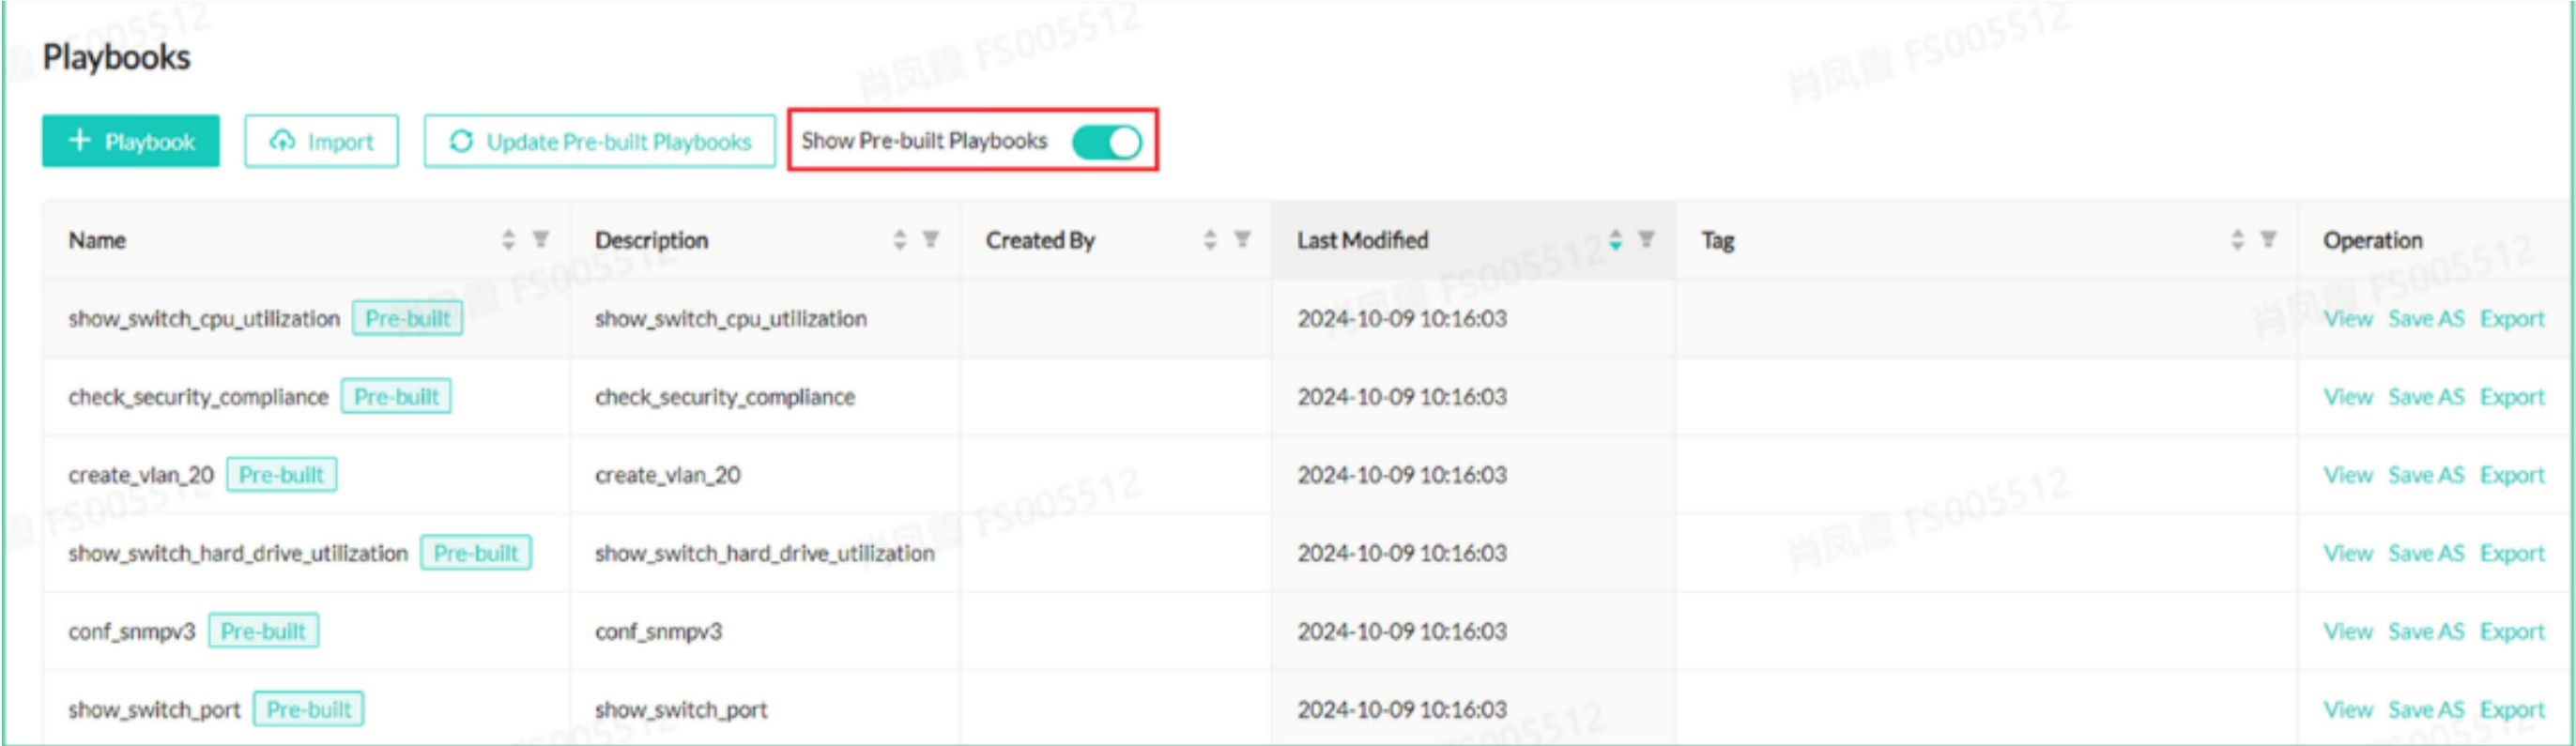 Playbooks
+ Playbook Import Update Pre-built Playbooks Show Pre-built Playbooks
Name Description Created By Last Modified Tag Operation
show_switch_cpu_utilization Pre-built show_switch_cpu_utilization 2024-10-09 10:16:03 View Save AS Export
check_security_compliance Pre-built check_security_compliance 2024-10-09 10:16:03 View Save AS Export
create_vlan_20 Pre-built create_vlan_20 2024-10-09 10:16:03 View Save AS Export
show_switch_hard_drive_utilization Pre-built show_switch_hard_drive_utilization 2024-10-09 10:16:03 View Save AS Export
conf_snmpv3 Pre-built conf_snmpv3 2024-10-09 10:16:03 View Save AS Export
show_switch_port Pre-built show_switch_port 2024-10-09 10:16:03 View Save AS Export
肖凤霞 FS005512